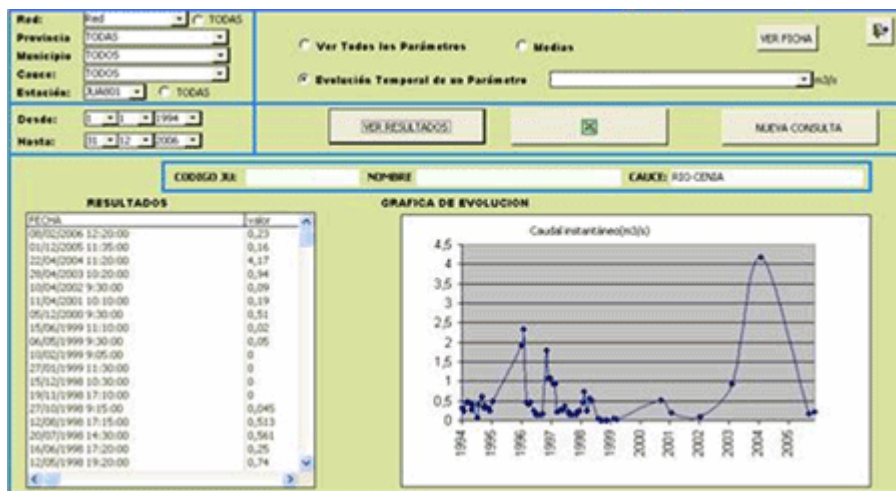 Red: Red TODAS
Provincia TODAS
Municipio TODOS
Cauce: TODOS
Estación: JUA801 TODAS
Ver Todos los Parámetros Medias VER FICHA
Evolución Temporal de un Parámetro m3/s
Desde: 1 1 1994
Hasta: 31 12 2006
VER RESULTADOS NUEVA CONSULTA
CODIGO JU: NOMBRE CAUCE: RIO CENIA
RESULTADOS
FECHA valor
08/02/2006 12:20:00 0,23
01/12/2005 11:35:00 0,16
22/04/2004 11:20:00 4,17
28/04/2003 10:20:00 0,94
10/04/2002 9:30:00 0,09
11/04/2001 10:10:00 0,19
05/12/2000 9:30:00 0,51
15/06/1999 11:10:00 0,02
06/05/1999 9:30:00 0,05
10/02/1999 9:05:00 0
27/01/1999 11:30:00 0
15/12/1998 10:30:00 0
19/11/1998 17:10:00 0
27/10/1998 9:15:00 0,045
12/08/1998 17:15:00 0,513
20/07/1998 14:30:00 0,561
16/06/1998 17:20:00 0,25
12/05/1998 19:20:00 0,74
GRAFICA DE EVOLUCION
Caudal instantáneo(m3/s)
4,5
4
3,5
3
2,5
2
1,5
1
0,5
0
1994 1995 1996 1997 1998 1999 2000 2001 2002 2003 2004 2005